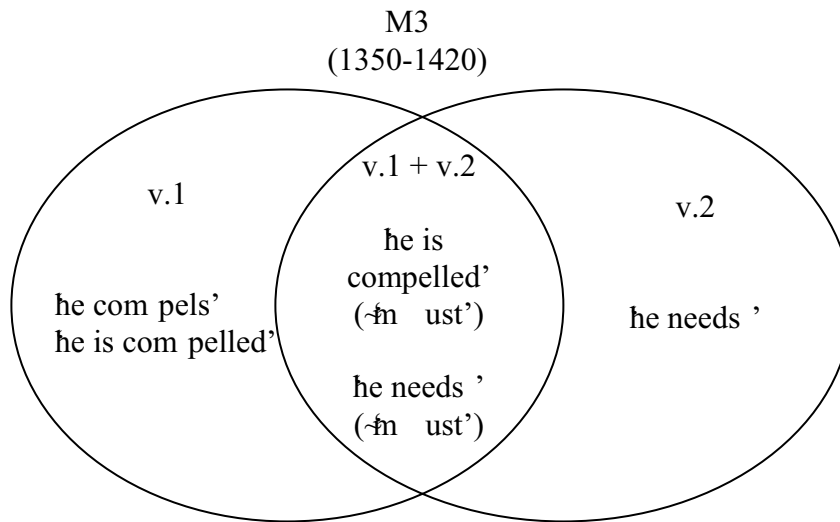 M3
(1350-1420)
v.1
v.1 + v.2
v.2
‘he com pels’
‘he is com pelled’
‘he is
compelled’
(~‘m ust’)
‘he needs ’
(~‘m ust’)
‘he needs ’